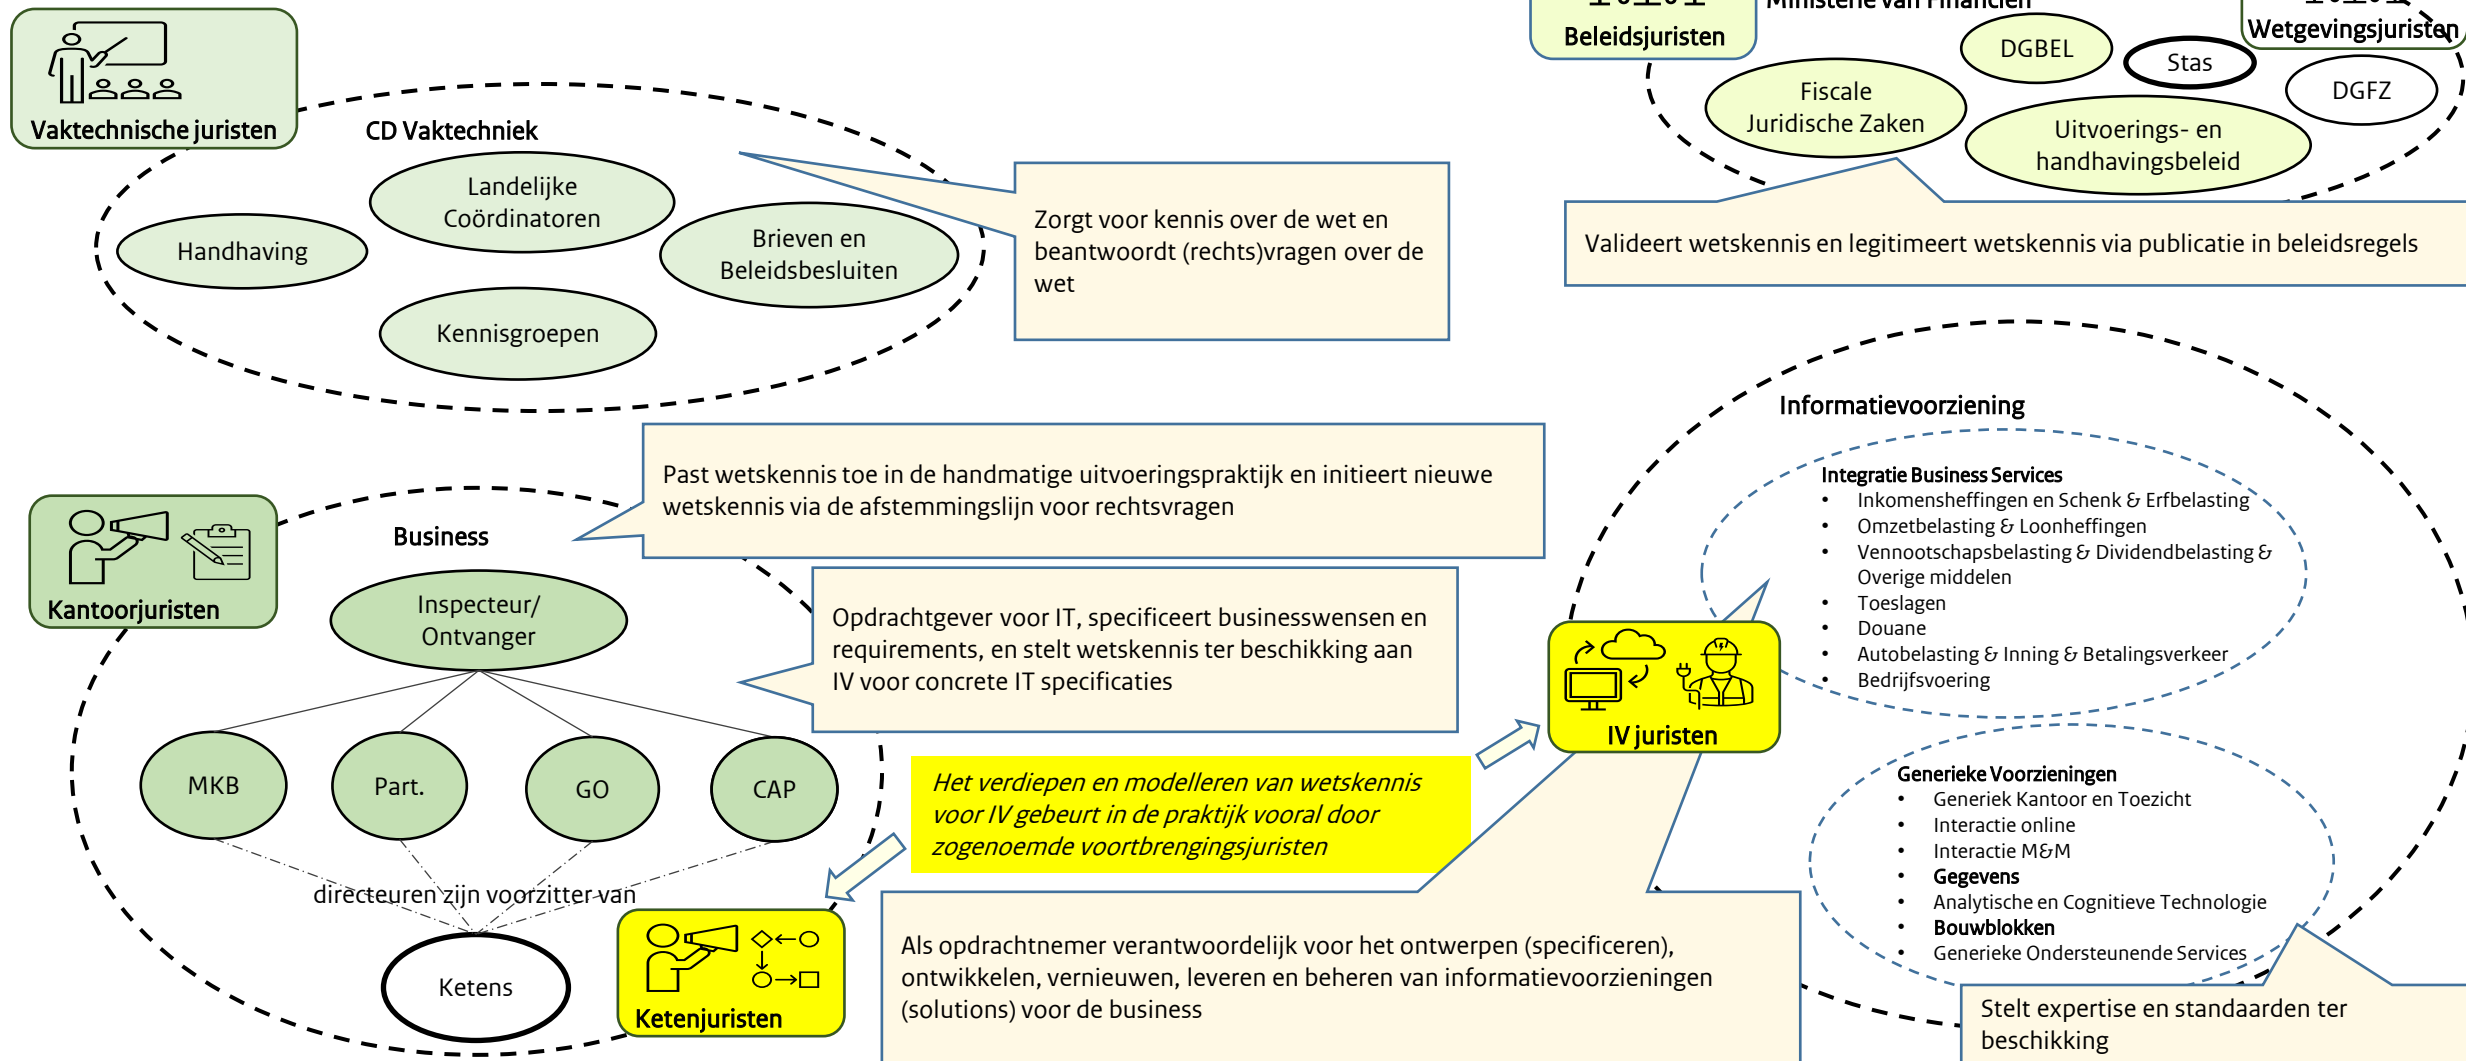 Vaktechnische juristen
CD Vaktechniek
Landelijke
Coördinatoren
Handhaving
Brieven en
Beleidsbesluiten
Kennisgroepen
Zorgt voor kennis over de wet en
beantwoordt (rechts)vragen over de
wet
Ministerie van Financiën
Beleidsjuristen
Wetgevingsjuristen
DGBEL
Stas
DGFZ
Fiscale
Juridische Zaken
Uitvoerings- en
handhavingsbeleid
Valideert wetskennis en legitimeert wetskennis via publicatie in beleidsregels
Kantoorjuristen
Business
Past wetskennis toe in de handmatige uitvoeringspraktijk en initieert nieuwe
wetskennis via de afstemmingslijn voor rechtsvragen
Inspecteur/
Ontvanger
Opdrachtgever voor IT, specificeert businesswensen en
requirements, en stelt wetskennis ter beschikking aan
IV voor concrete IT specificaties
MKB
Part.
GO
CAP
directeuren zijn voorzitter van
Ketens
Ketenjuristen
Het verdiepen en modelleren van wetskennis
voor IV gebeurt in de praktijk vooral door
zogenoemde voortbrengingsjuristen
IV juristen
Als opdrachtnemer verantwoordelijk voor het ontwerpen (specificeren),
ontwikkelen, vernieuwen, leveren en beheren van informatievoorzieningen
(solutions) voor de business
Informatievoorziening
Integratie Business Services
• Inkomensheffingen en Schenk & Erfbelasting
• Omzetbelasting & Loonheffingen
• Vennootschapsbelasting & Dividendbelasting &
Overige middelen
• Toeslagen
• Douane
• Autobelasting & Inning & Betalingsverkeer
• Bedrijfsvoering
Generieke Voorzieningen
• Generiek Kantoor en Toezicht
• Interactie online
• Interactie M&M
• Gegevens
• Analytische en Cognitieve Technologie
• Bouwblokken
• Generieke Ondersteunende Services
Stelt expertise en standaarden ter
beschikking